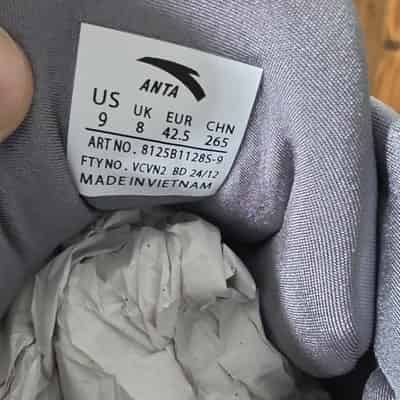 ANTA
US UK EUR CHN
9 8 42.5 265
ART NO. 8125B1128S-9
FTY NO. VCVN2 BD 24/12
MADE IN VIETNAM